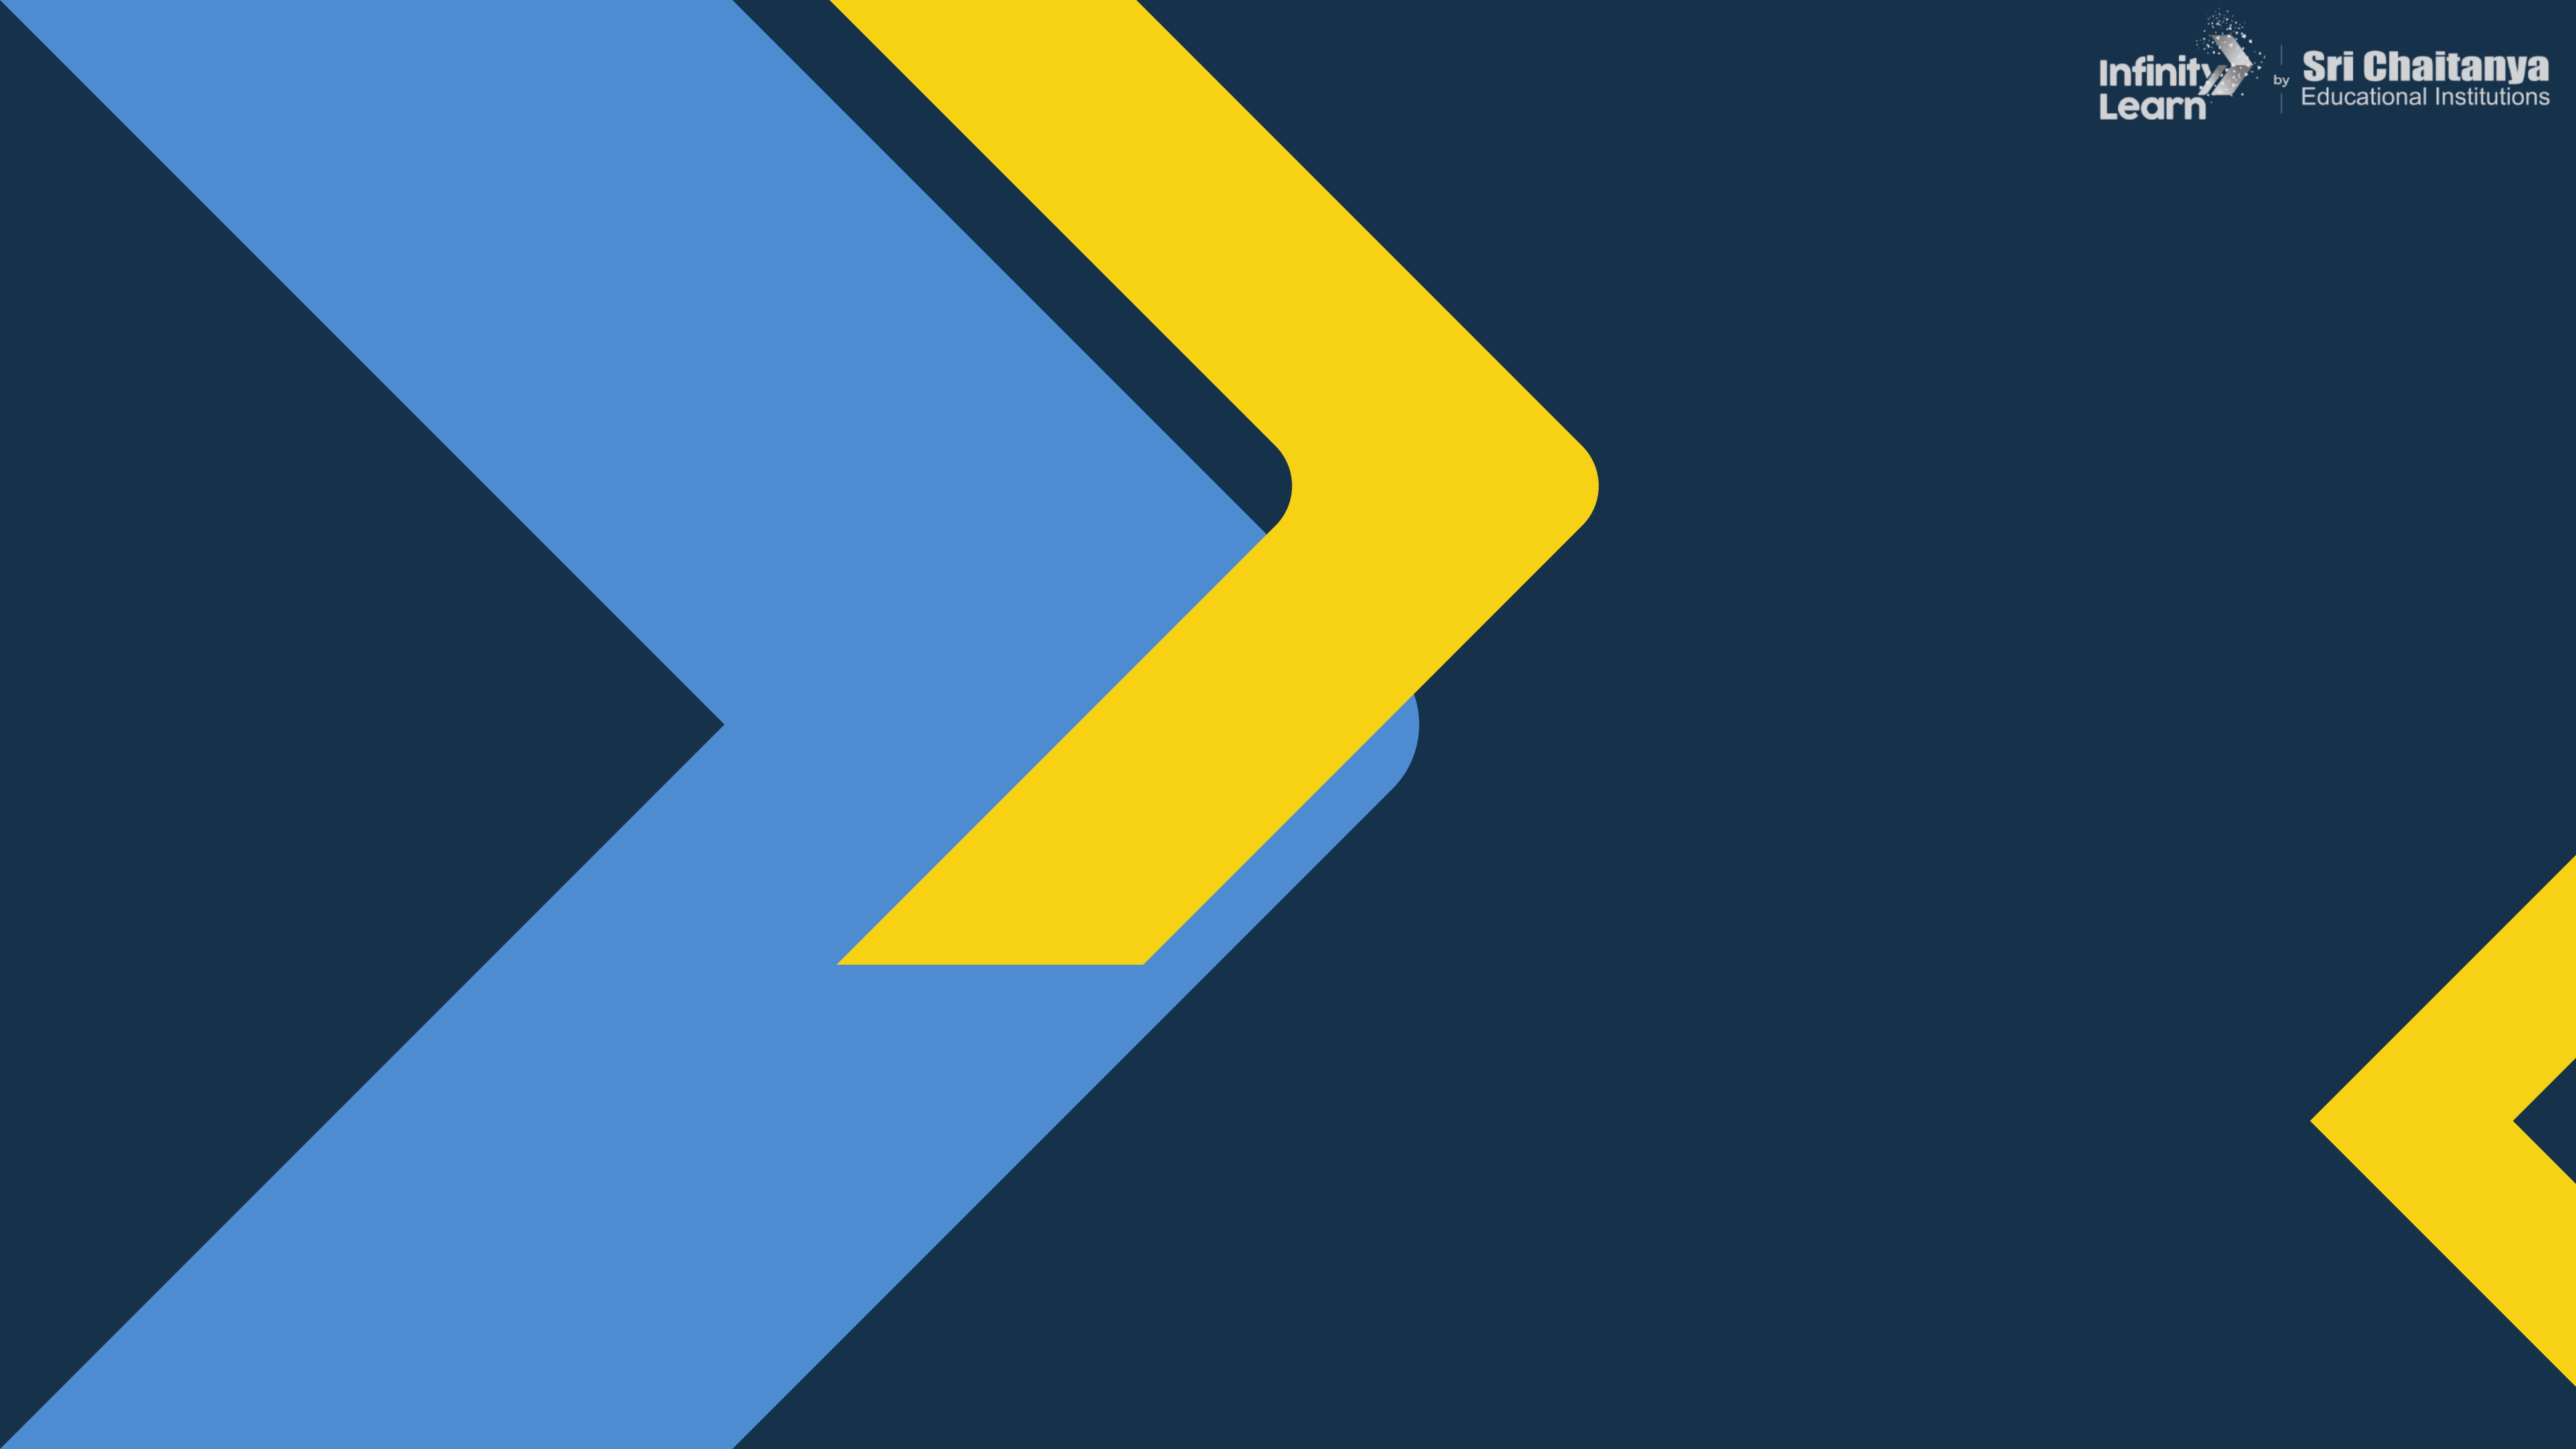 Infinity
Learn
by
Sri Chaitanya
Educational Institutions